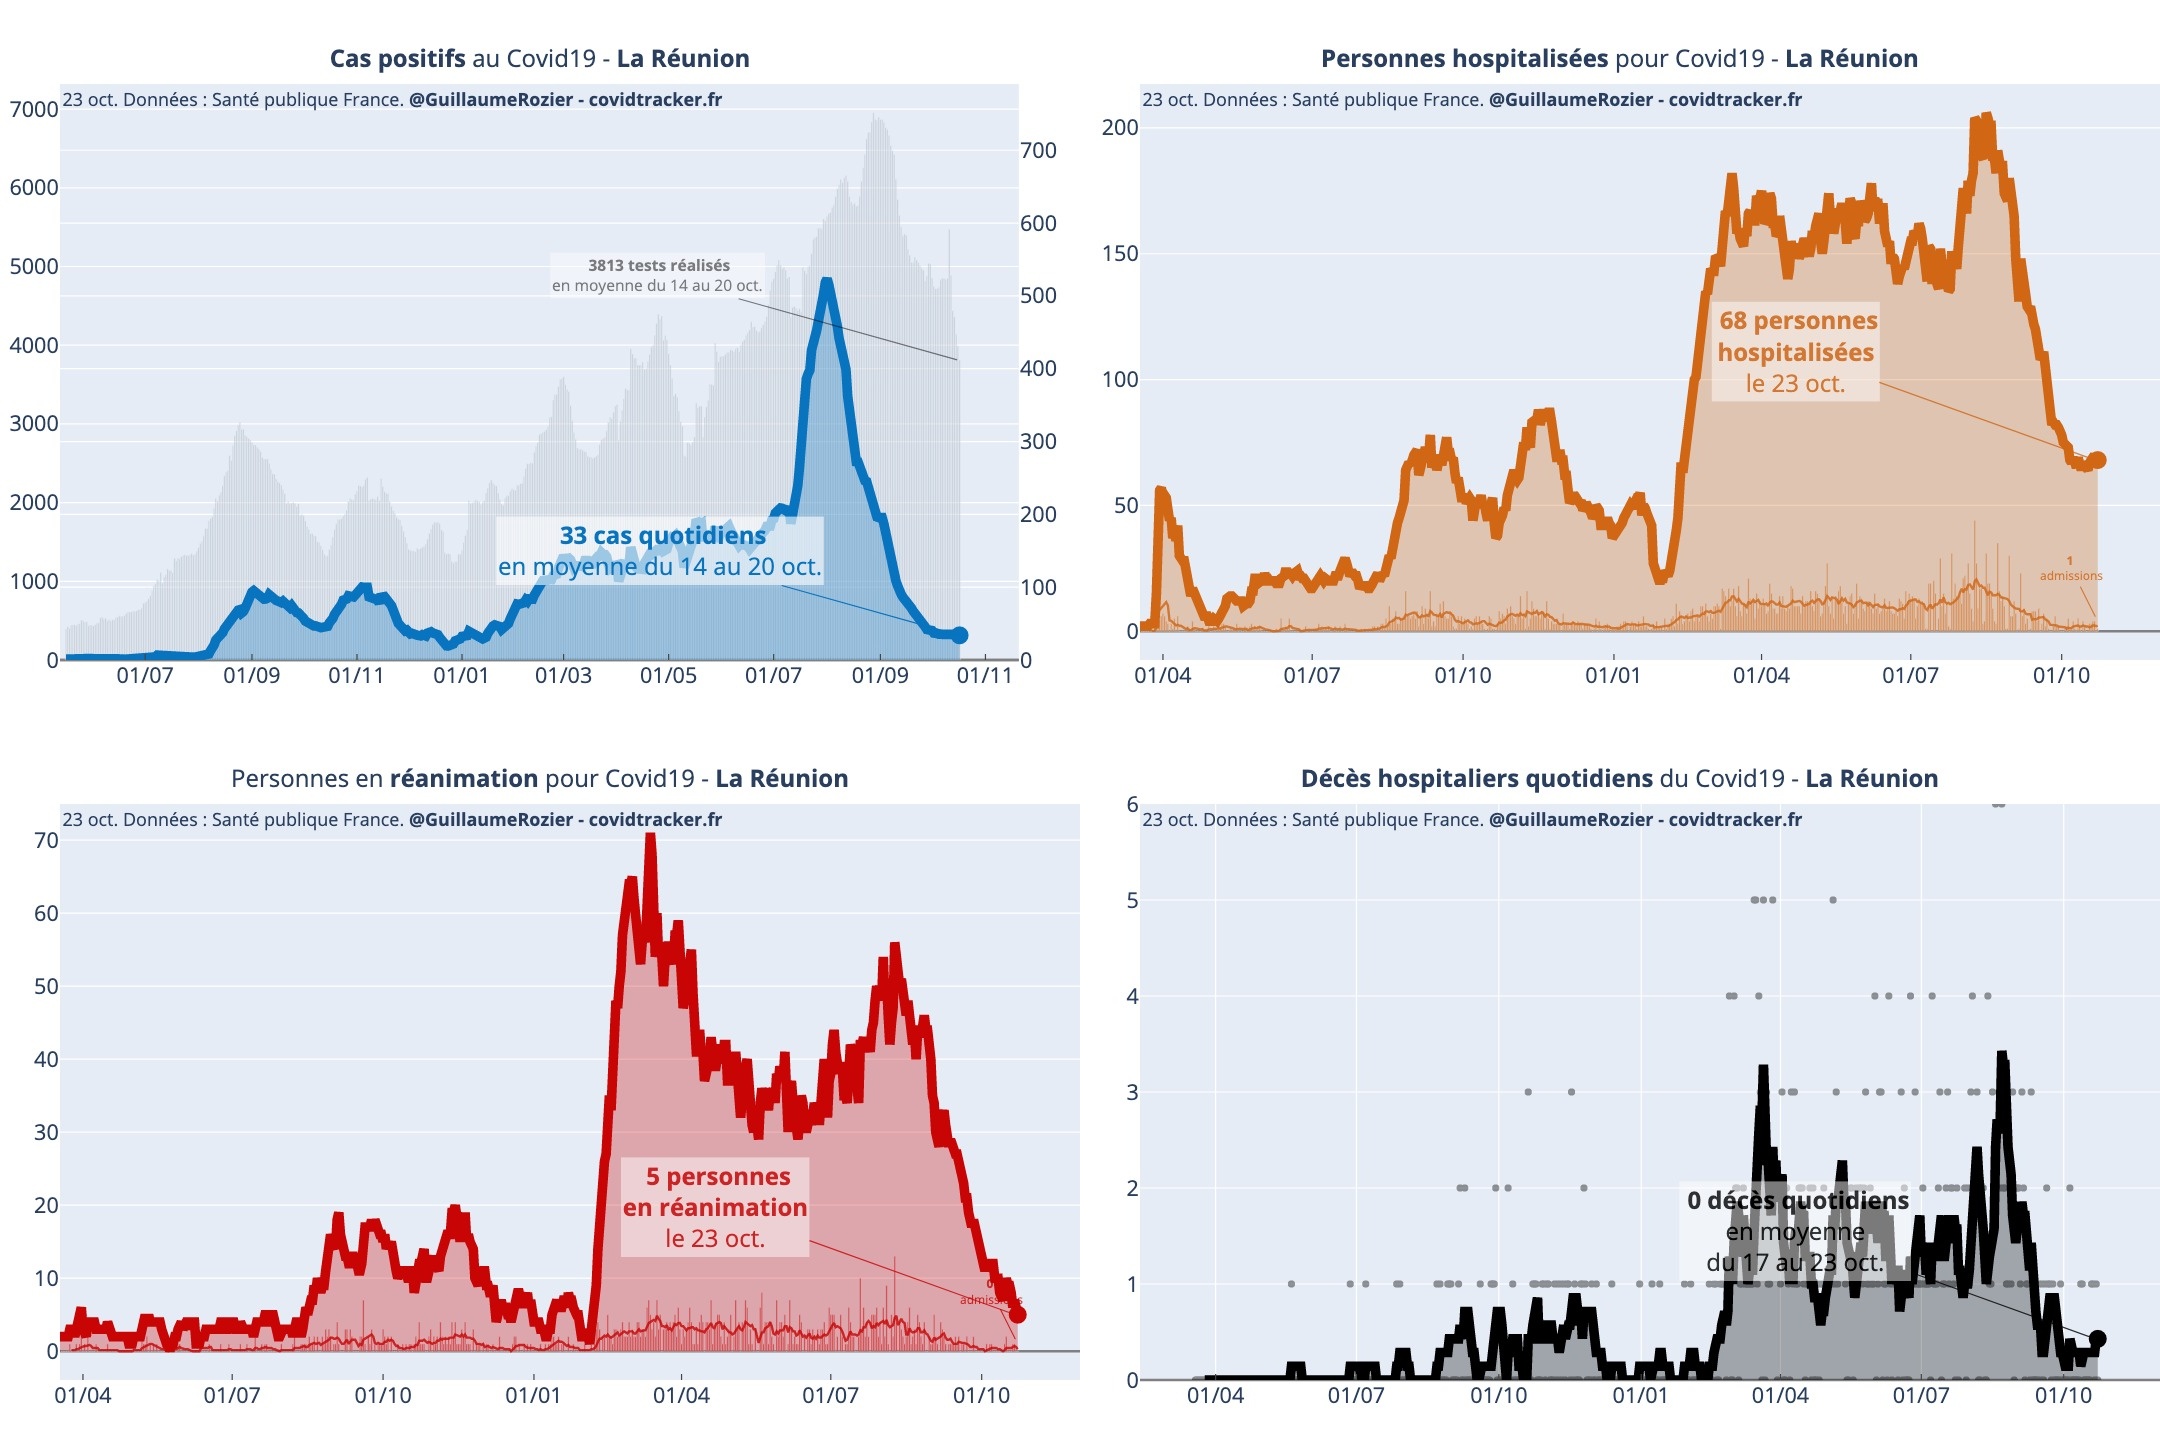 Cas positifs au Covid19 - La Réunion
23 oct. Données : Santé publique France. @GuillaumeRozier - covidtracker.fr
7000
6000
5000
4000
3000
2000
1000
0
700
600
500
400
300
200
100
0
3813 tests réalisés
en moyenne du 14 au 20 oct.
33 cas quotidiens
en moyenne du 14 au 20 oct.
01/07 01/09 01/11 01/01 01/03 01/05 01/07 01/09 01/11
Personnes hospitalisées pour Covid19 - La Réunion
23 oct. Données : Santé publique France. @GuillaumeRozier - covidtracker.fr
200
150
100
50
0
68 personnes
hospitalisées
le 23 oct.
1
admissions
01/04 01/07 01/10 01/01 01/04 01/07 01/10
Personnes en réanimation pour Covid19 - La Réunion
23 oct. Données : Santé publique France. @GuillaumeRozier - covidtracker.fr
70
60
50
40
30
20
10
0
5 personnes
en réanimation
le 23 oct.
0
admissions
01/04 01/07 01/10 01/01 01/04 01/07 01/10
Décès hospitaliers quotidiens du Covid19 - La Réunion
23 oct. Données : Santé publique France. @GuillaumeRozier - covidtracker.fr
6
5
4
3
2
1
0
0 décès quotidiens
en moyenne
du 17 au 23 oct.
01/04 01/07 01/10 01/01 01/04 01/07 01/10